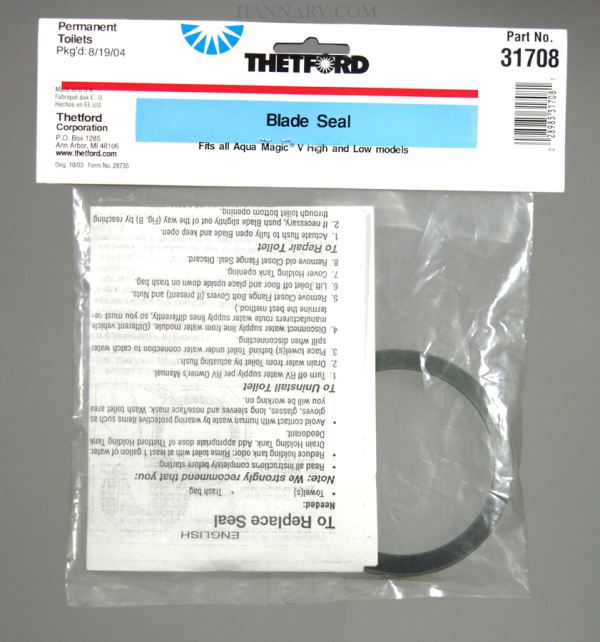 HANNARV.COM
Permanent
Toilets
Pkg'd: 8/19/04
THETFORD
Part No.
31708
Made in U.S.A.
Fabriqué aux É.-U.
Hechos en EE.UU.
Thetford
Corporation
P.O. Box 1285
Ann Arbor, MI 48106
www.thetford.com
Orig. 10/03 Form No. 28735
Blade Seal
Fits all Aqua Magic® V High and Low models
3 28985 31708 1
ENGLISH
To Replace Seal
Needed:
• Towel(s) • Trash bag
Note: We strongly recommend that you:
• Read all instructions completely before starting.
• Reduce holding tank odor: Rinse toilet with at least 1 gallon of water.
Drain Holding Tank. Add appropriate dose of Thetford Holding Tank
Deodorant.
• Avoid contact with human waste by wearing protective items such as
gloves, glasses, long sleeves and nose/face mask. Wash toilet area
you will be working on.
To Uninstall Toilet
1. Turn off RV water supply per RV Owner's Manual.
2. Drain water from Toilet by actuating flush.
3. Place towel(s) behind Toilet under water connection to catch water
spill when disconnecting.
4. Disconnect water supply line from water module. (Different vehicle
manufacturers route water supply lines differently, so you must de-
termine the best method.)
5. Remove Closet Flange Bolt Covers (if present) and Nuts.
6. Lift Toilet off floor and place upside down on trash bag.
7. Cover Holding Tank opening.
8. Remove old Closet Flange Seal. Discard.
To Repair Toilet
1. Actuate flush to fully open Blade and keep open.
2. If necessary, push Blade slightly out of the way (Fig. B) by reaching
through toilet bottom opening.